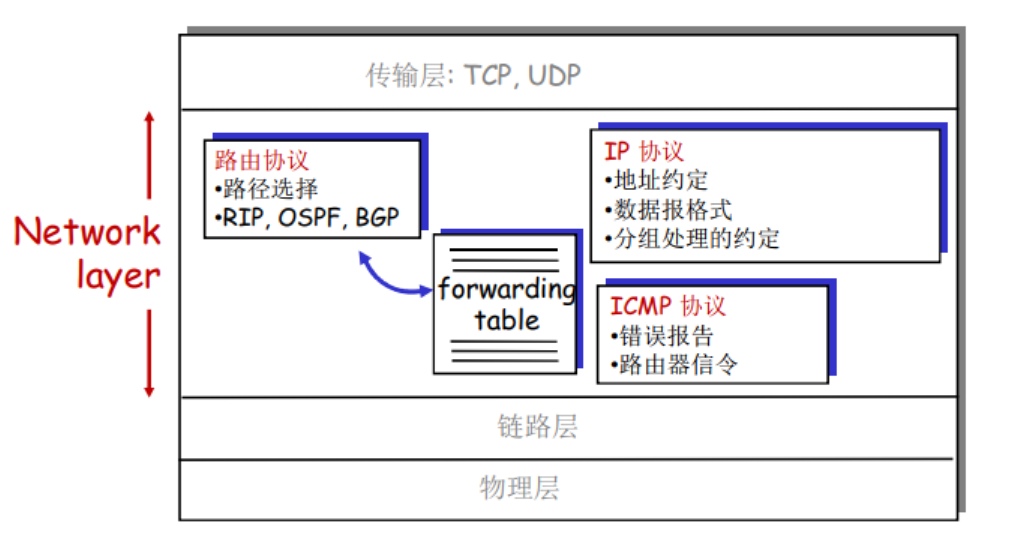 传输层: TCP, UDP
Network
layer
路由协议
•路径选择
•RIP, OSPF, BGP
forwarding
table
IP 协议
•地址约定
•数据报格式
•分组处理的约定
ICMP 协议
•错误报告
•路由器信令
链路层
物理层